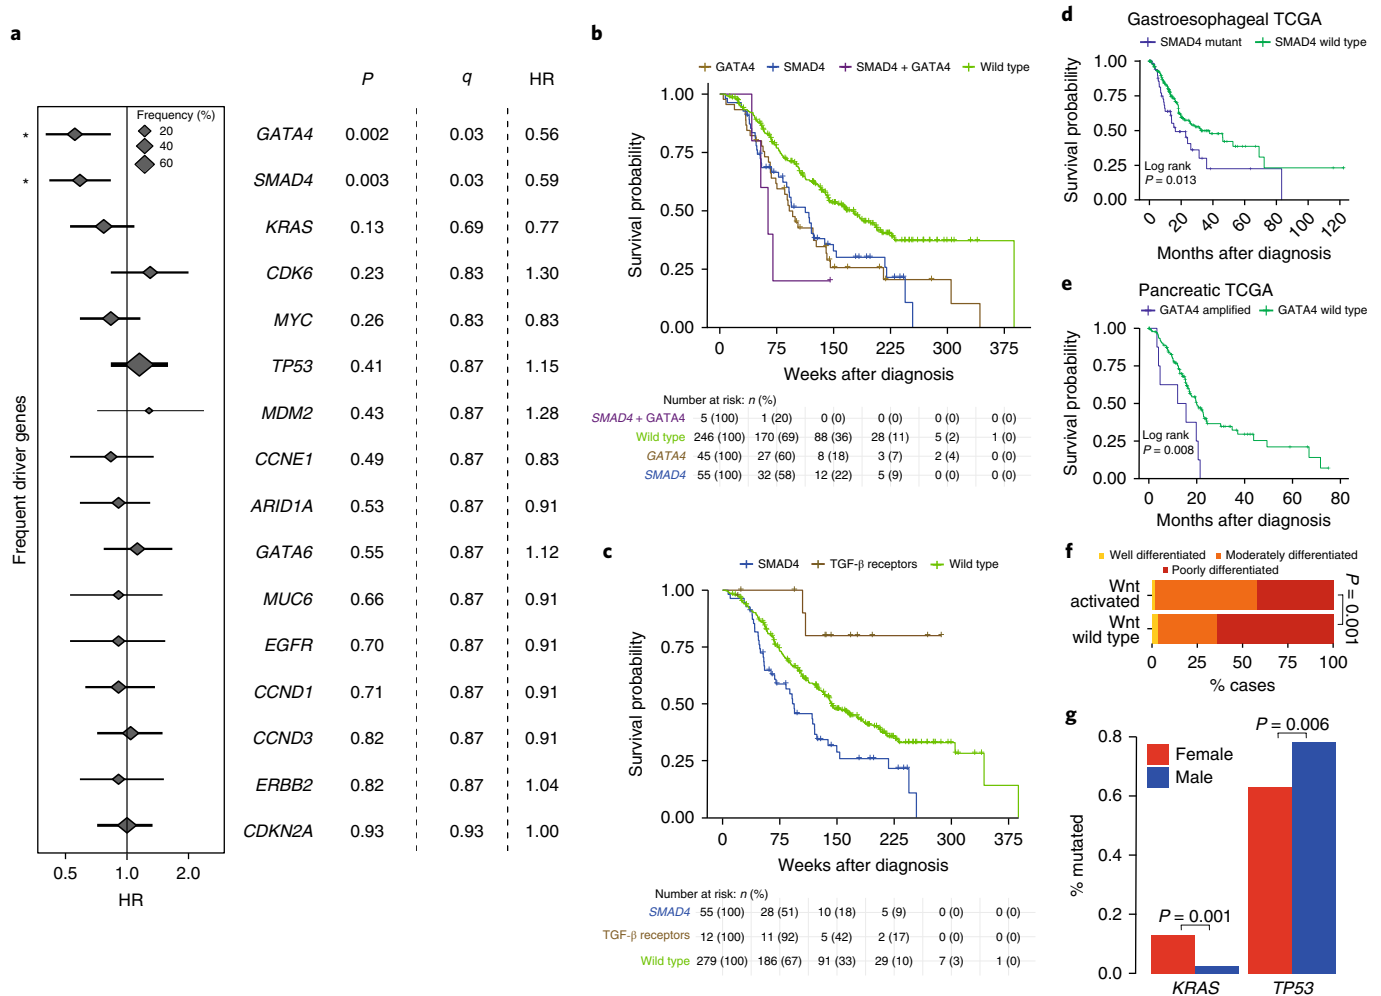 a
P q HR
Frequency (%)
20
40
60
* GATA4 0.002 0.03 0.56
* SMAD4 0.003 0.03 0.59
KRAS 0.13 0.69 0.77
CDK6 0.23 0.83 1.30
MYC 0.26 0.83 0.83
TP53 0.41 0.87 1.15
MDM2 0.43 0.87 1.28
CCNE1 0.49 0.87 0.83
ARID1A 0.53 0.87 0.91
GATA6 0.55 0.87 1.12
MUC6 0.66 0.87 0.91
EGFR 0.70 0.87 0.91
CCND1 0.71 0.87 0.91
CCND3 0.82 0.87 0.91
ERBB2 0.82 0.87 1.04
CDKN2A 0.93 0.93 1.00
Frequent driver genes
0.5 1.0 2.0
HR
b
GATA4 SMAD4 SMAD4 + GATA4 Wild type
Survival probability
1.00
0.75
0.50
0.25
0.00
0 75 150 225 300 375
Weeks after diagnosis
Number at risk: n (%)
SMAD4 + GATA4 5 (100) 1 (20) 0 (0) 0 (0) 0 (0) 0 (0)
Wild type 246 (100) 170 (69) 88 (36) 28 (11) 5 (2) 1 (0)
GATA4 45 (100) 27 (60) 8 (18) 3 (7) 2 (4) 0 (0)
SMAD4 55 (100) 32 (58) 12 (22) 5 (9) 0 (0) 0 (0)
c
SMAD4 TGF-β receptors Wild type
Survival probability
1.00
0.75
0.50
0.25
0.00
0 75 150 225 300 375
Weeks after diagnosis
Number at risk: n (%)
SMAD4 55 (100) 28 (51) 10 (18) 5 (9) 0 (0) 0 (0)
TGF-β receptors 12 (100) 11 (92) 5 (42) 2 (17) 0 (0) 0 (0)
Wild type 279 (100) 186 (67) 91 (33) 29 (10) 7 (3) 1 (0)
d
Gastroesophageal TCGA
SMAD4 mutant SMAD4 wild type
Survival probability
1.00
0.75
0.50
0.25
0.00
Log rank
P = 0.013
0 20 40 60 80 100 120
Months after diagnosis
e
Pancreatic TCGA
GATA4 amplified GATA4 wild type
Survival probability
1.00
0.75
0.50
0.25
0.00
Log rank
P = 0.008
0 20 40 60 80
Months after diagnosis
f
Well differentiated Moderately differentiated
Poorly differentiated
Wnt
activated
Wnt
wild type
P = 0.001
0 25 50 75 100
% cases
g
P = 0.006
Female
Male
P = 0.001
% mutated
0.8
0.6
0.4
0.2
0.0
KRAS TP53